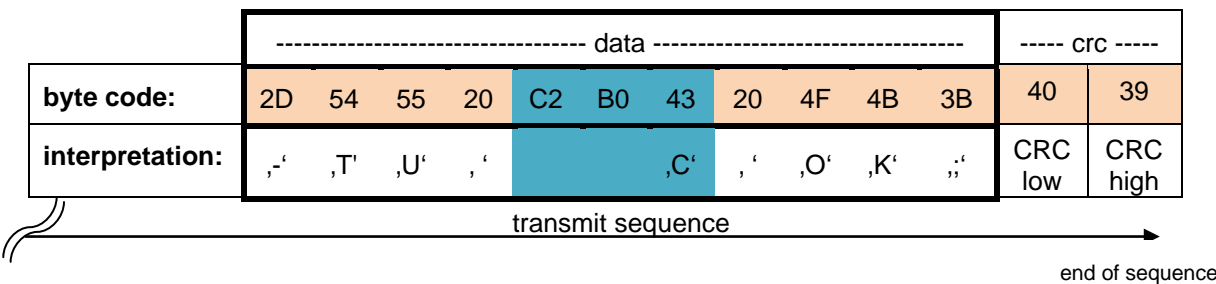 ----------------------------------- data ----------------------------------- ----- crc -----
byte code: 2D 54 55 20 C2 B0 43 20 4F 4B 3B 40 39
interpretation: ‚-‘ ‚T' ‚U‘ ‚ ‘ ‚C‘ ‚ ‘ ‚O‘ ‚K‘ ‚;‘ CRC low CRC high
transmit sequence
end of sequence